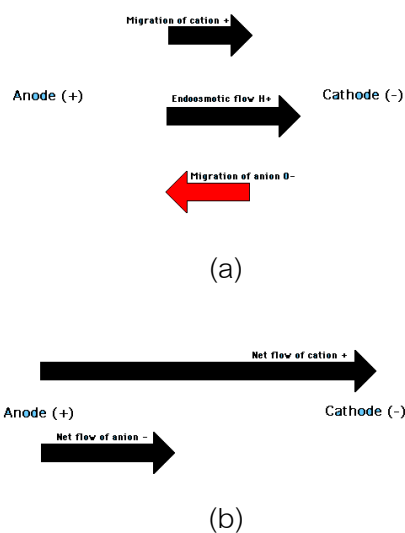 Migration of cation +
Anode (+) Endoosmotic flow H+ Cathode (-)
Migration of anion O-
(a)
Net flow of cation +
Anode (+) Cathode (-)
Net flow of anion -
(b)